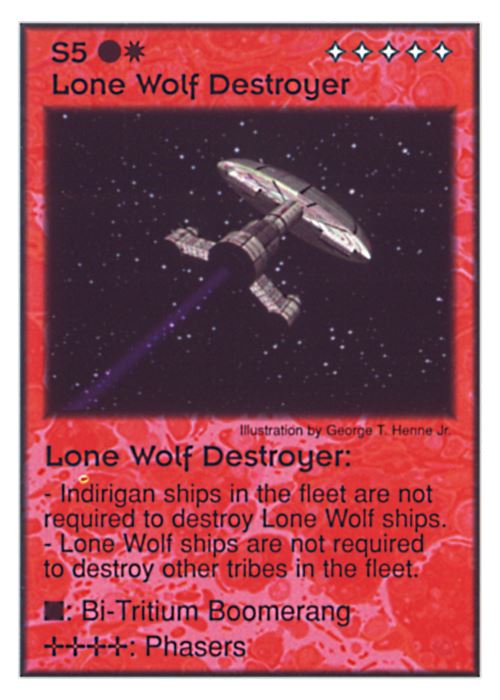 S5
Lone Wolf Destroyer
Illustration by George T. Henne Jr.
Lone Wolf Destroyer:
- Indirigan ships in the fleet are not
required to destroy Lone Wolf ships.
- Lone Wolf ships are not required
to destroy other tribes in the fleet.
■: Bi-Tritium Boomerang
✢✢✢✢: Phasers